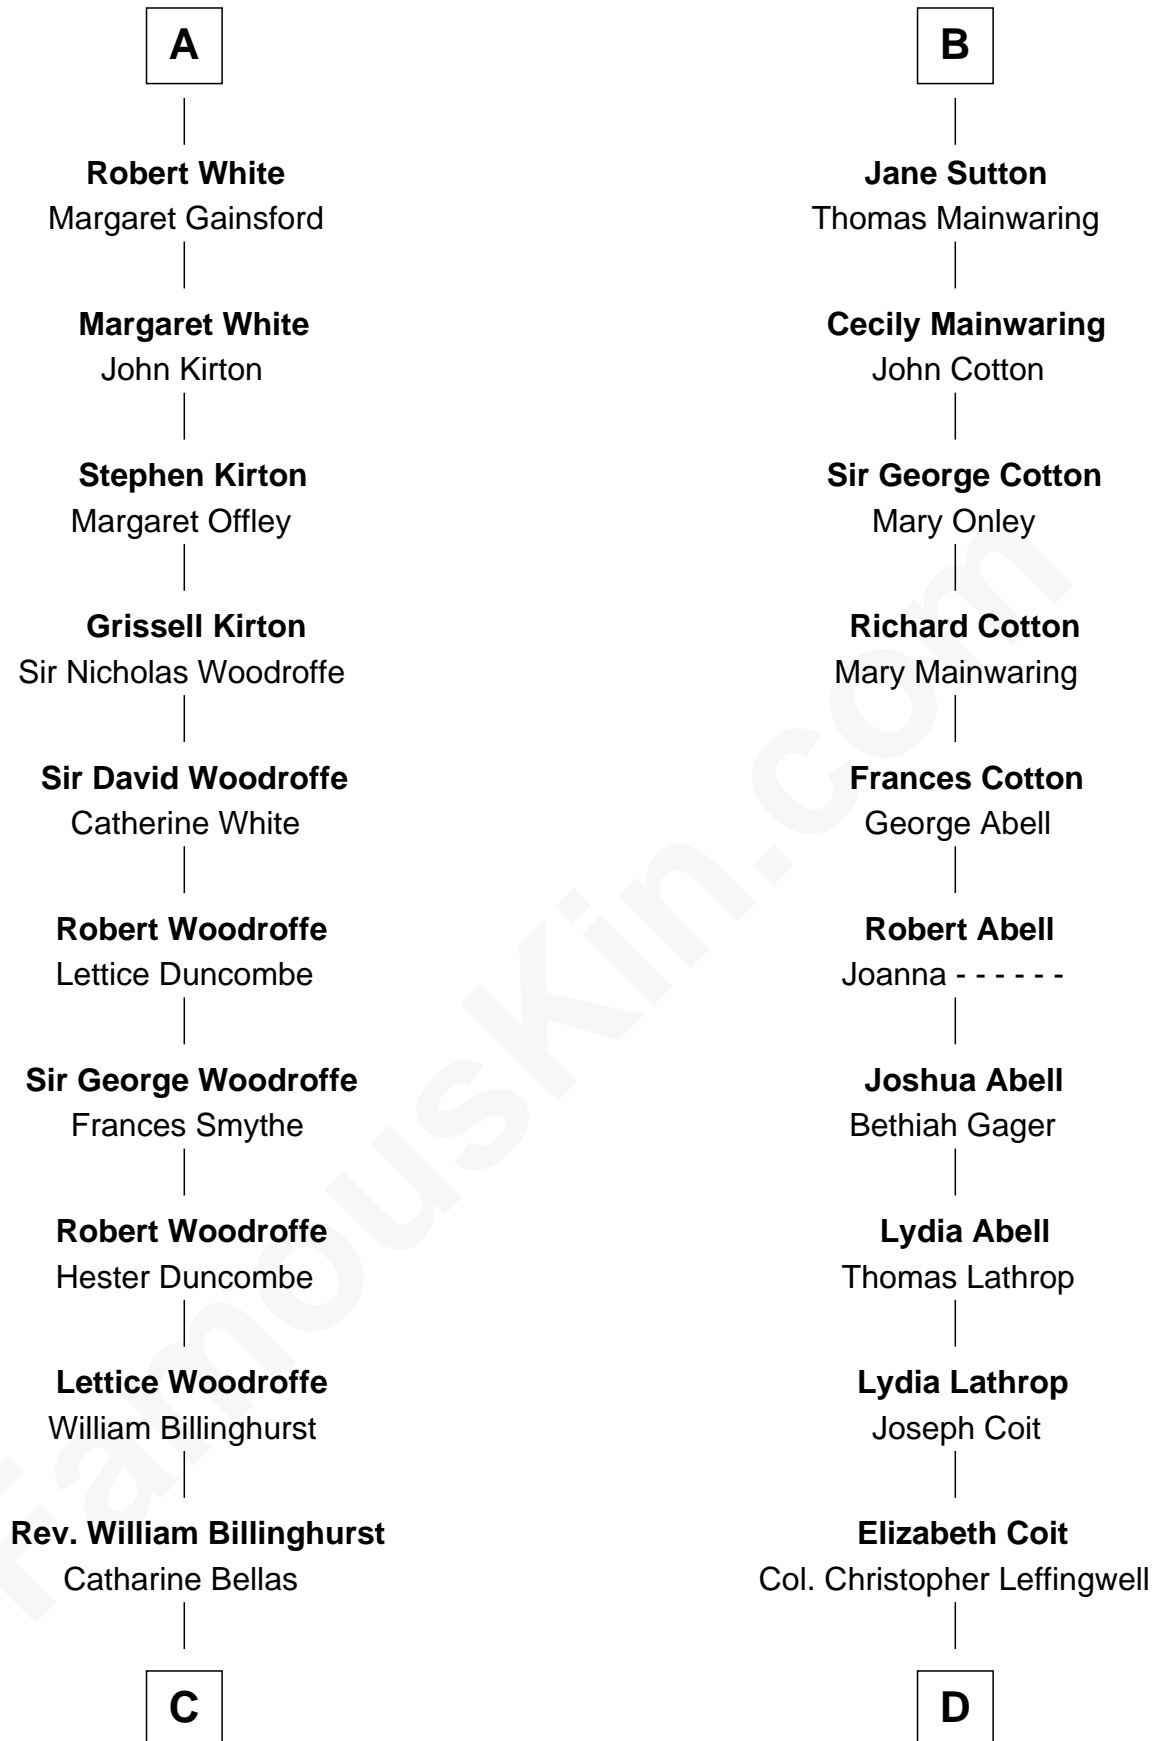 A
Robert White
Margaret Gainsford
Margaret White
John Kirton
Stephen Kirton
Margaret Offley
Grissell Kirton
Sir Nicholas Woodroffe
Sir David Woodroffe
Catherine White
Robert Woodroffe
Lettice Duncombe
Sir George Woodroffe
Frances Smythe
Robert Woodroffe
Hester Duncombe
Lettice Woodroffe
William Billinghurst
Rev. William Billinghurst
Catharine Bellas
C
B
Jane Sutton
Thomas Mainwaring
Cecily Mainwaring
John Cotton
Sir George Cotton
Mary Onley
Richard Cotton
Mary Mainwaring
Frances Cotton
George Abell
Robert Abell
Joanna - - - - - -
Joshua Abell
Bethiah Gager
Lydia Abell
Thomas Lathrop
Lydia Lathrop
Joseph Coit
Elizabeth Coit
Col. Christopher Leffingwell
D
FamousKin.com